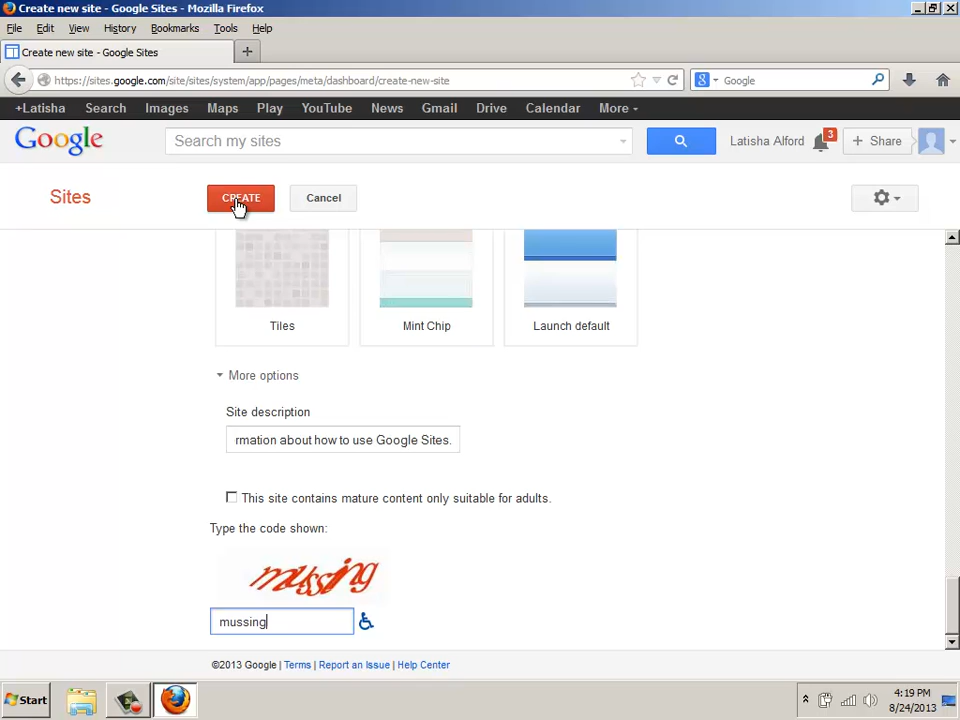 Create new site - Google Sites - Mozilla Firefox
File Edit View History Bookmarks Tools Help
Create new site - Google Sites
https://sites.google.com/site/sites/system/app/pages/meta/dashboard/create-new-site
Google
+Latisha Search Images Maps Play YouTube News Gmail Drive Calendar More
Google Search my sites Latisha Alford 3 + Share
Sites CREATE Cancel
Tiles Mint Chip Launch default
More options
Site description
rmation about how to use Google Sites.
This site contains mature content only suitable for adults.
Type the code shown:
mussing
mussing
©2013 Google | Terms | Report an Issue | Help Center
Start
4:19 PM
8/24/2013